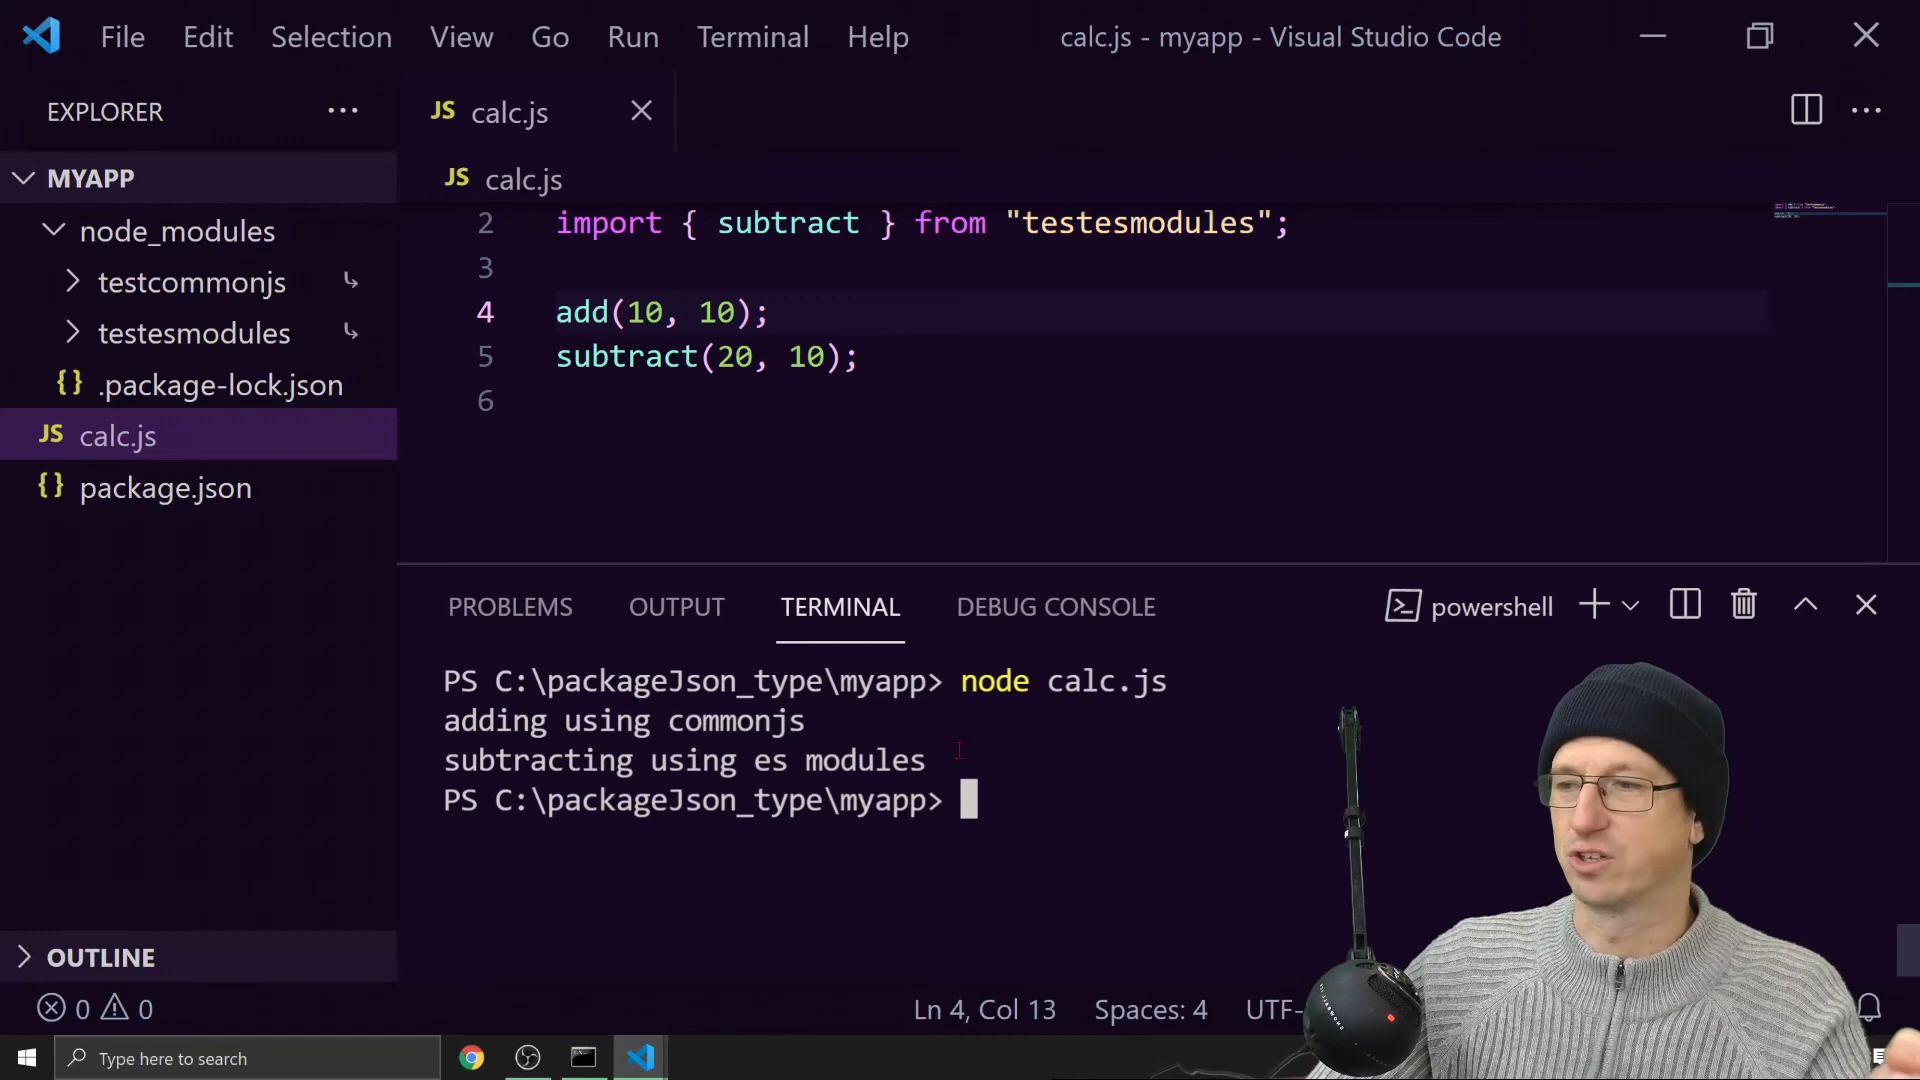 File Edit Selection View Go Run Terminal Help calc.js - myapp - Visual Studio Code
EXPLORER
JS calc.js
MYAPP
JS calc.js
node_modules
testcommonjs
testesmodules
{} .package-lock.json
JS calc.js
{} package.json
2 import { subtract } from "testesmodules";
3
4 add(10, 10);
5 subtract(20, 10);
6
PROBLEMS OUTPUT TERMINAL DEBUG CONSOLE powershell
PS C:\packageJson_type\myapp> node calc.js
adding using commonjs
subtracting using es modules
PS C:\packageJson_type\myapp>
OUTLINE
0 0 Ln 4, Col 13 Spaces: 4 UTF-
Type here to search